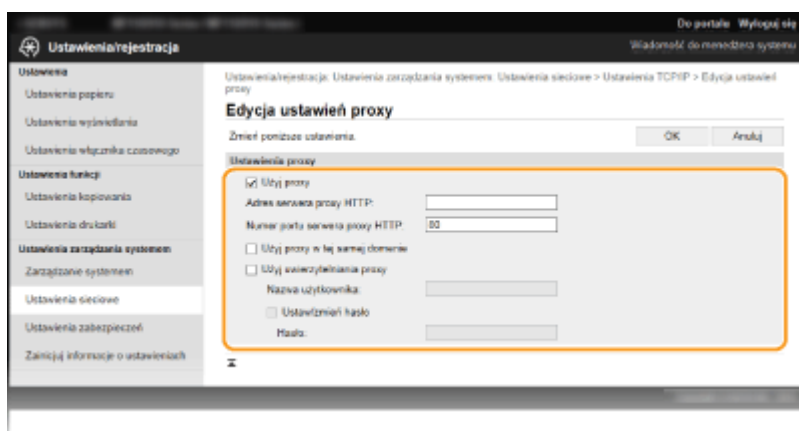 Do portalu Wyloguj się
Ustawienia/rejestracja
Wiadomość do menedżera systemu
Ustawienia
Ustawienia papieru
Ustawienia wyświetlania
Ustawienia włącznika czasowego
Ustawienia funkcji
Ustawienia kopiowania
Ustawienia drukarki
Ustawienia zarządzania systemem
Zarządzanie systemem
Ustawienia sieciowe
Ustawienia zabezpieczeń
Zainicjuj informacje o ustawieniach
Ustawienia/rejestracja: Ustawienia zarządzania systemem: Ustawienia sieciowe > Ustawienia TCP/IP > Edycja ustawień
proxy
Edycja ustawień proxy
Zmień poniższe ustawienia.
OK Anuluj
Ustawienia proxy
Użyj proxy
Adres serwera proxy HTTP:
Numer portu serwera proxy HTTP: 80
Użyj proxy w tej samej domenie
Użyj uwierzytelniania proxy
Nazwa użytkownika:
Ustaw/zmień hasło
Hasło: